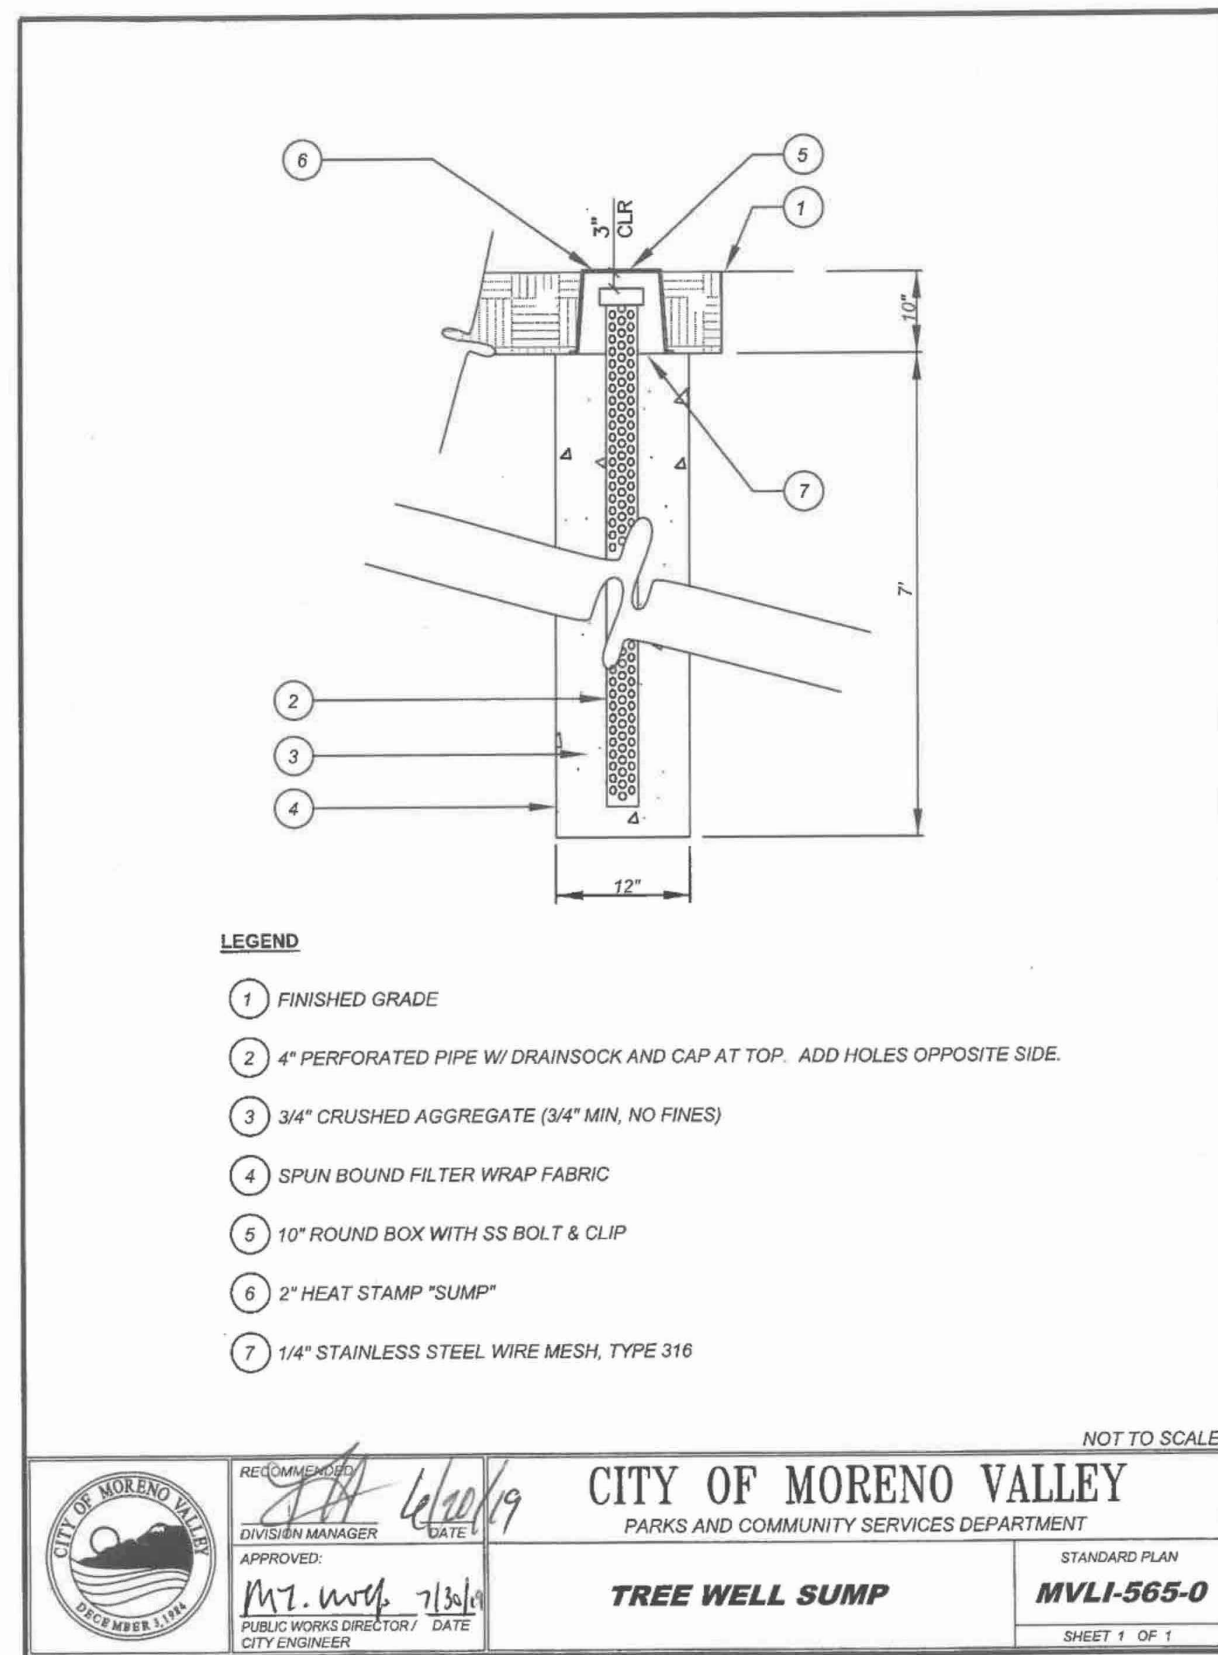 6
5
3"
CLR
1
10"
7
7'
2
3
4
12"
LEGEND
1 FINISHED GRADE
2 4" PERFORATED PIPE W/ DRAINSOCK AND CAP AT TOP. ADD HOLES OPPOSITE SIDE.
3 3/4" CRUSHED AGGREGATE (3/4" MIN, NO FINES)
4 SPUN BOUND FILTER WRAP FABRIC
5 10" ROUND BOX WITH SS BOLT & CLIP
6 2" HEAT STAMP "SUMP"
7 1/4" STAINLESS STEEL WIRE MESH, TYPE 316
NOT TO SCALE
CITY OF MORENO VALLEY
DECEMBER 3, 1984
RECOMMENDED
6/20/19
DIVISION MANAGER DATE
APPROVED:
7/30/19
PUBLIC WORKS DIRECTOR / DATE
CITY ENGINEER
CITY OF MORENO VALLEY
PARKS AND COMMUNITY SERVICES DEPARTMENT
TREE WELL SUMP
STANDARD PLAN
MVLI-565-0
SHEET 1 OF 1